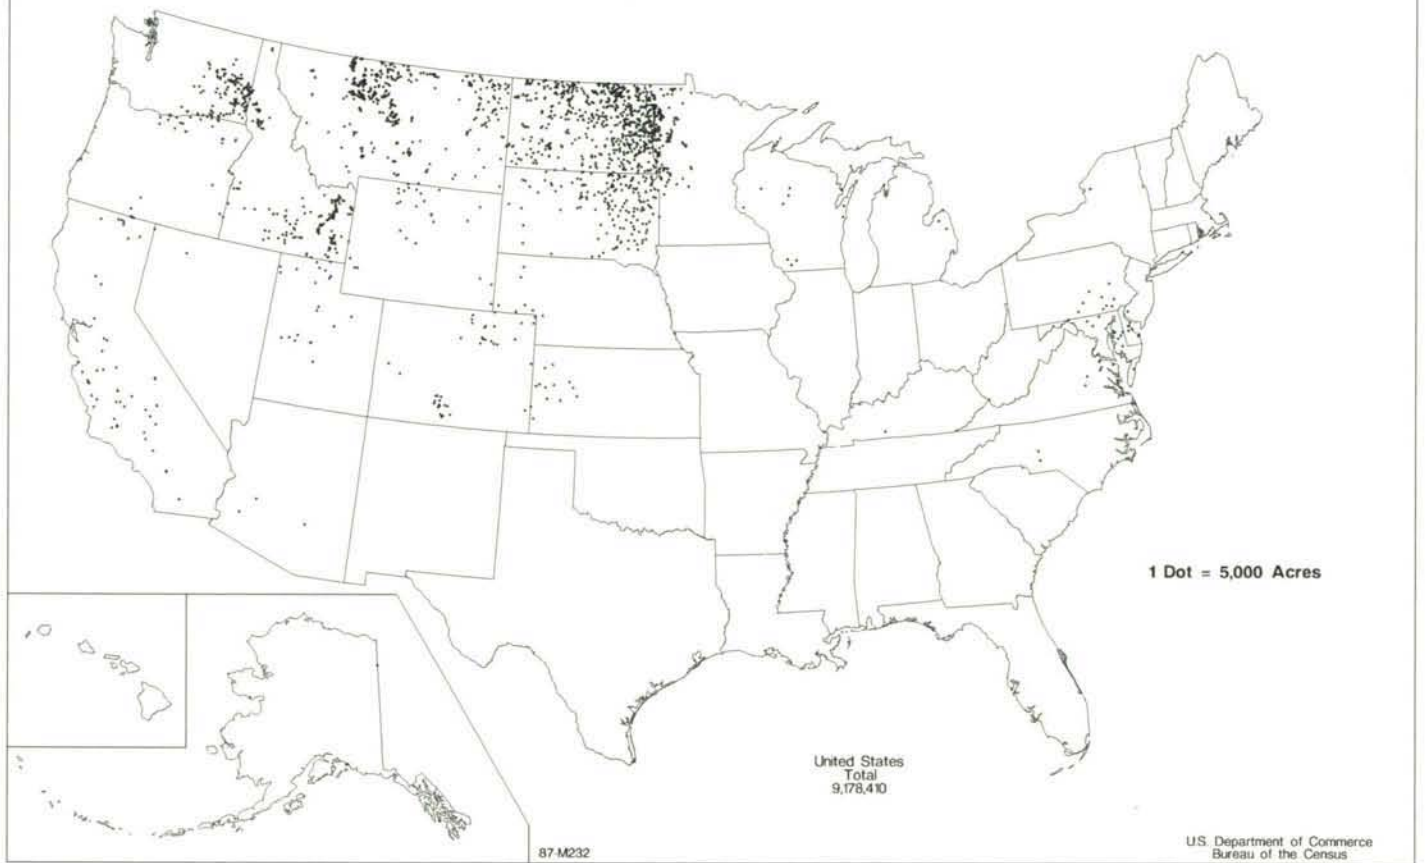 1 Dot = 5,000 Acres
United States
Total
9,178,410
87-M232
U.S. Department of Commerce
Bureau of the Census